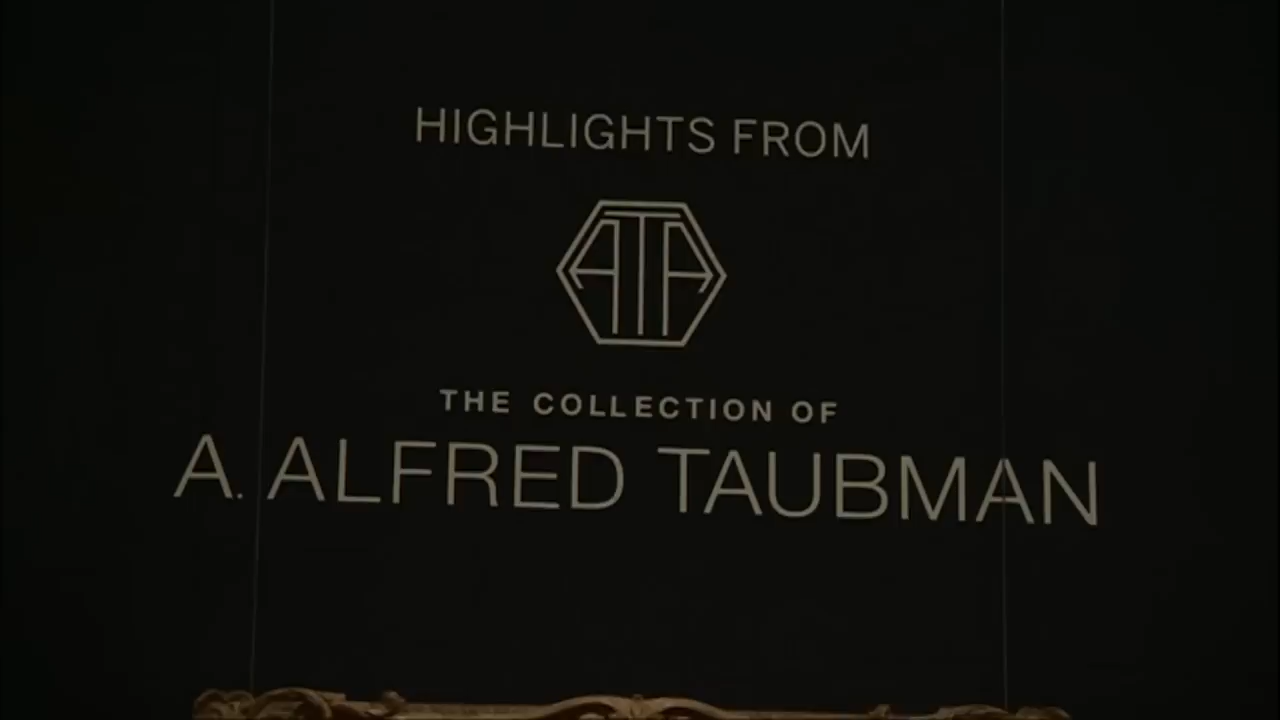 HIGHLIGHTS FROM
ATA
THE COLLECTION OF
A. ALFRED TAUBMAN